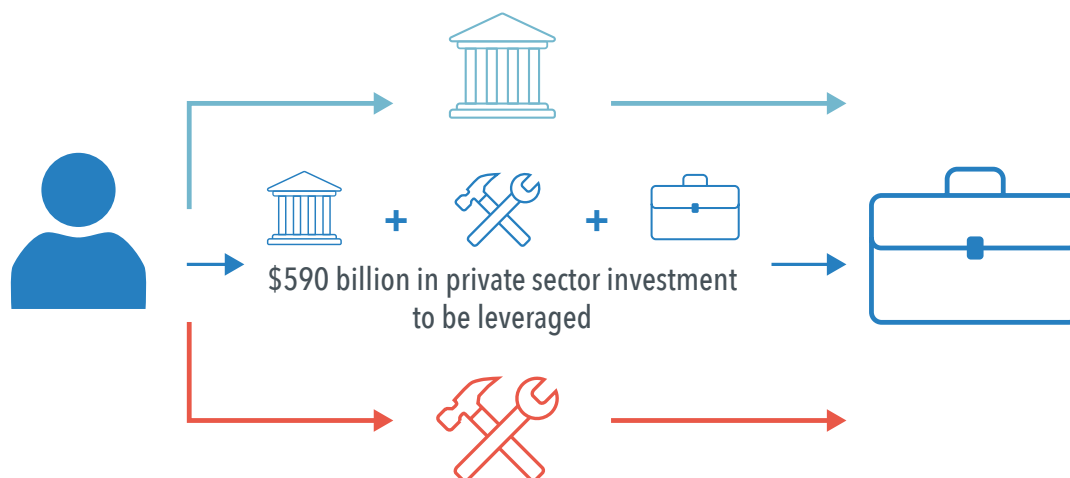 $590 billion in private sector investment
to be leveraged